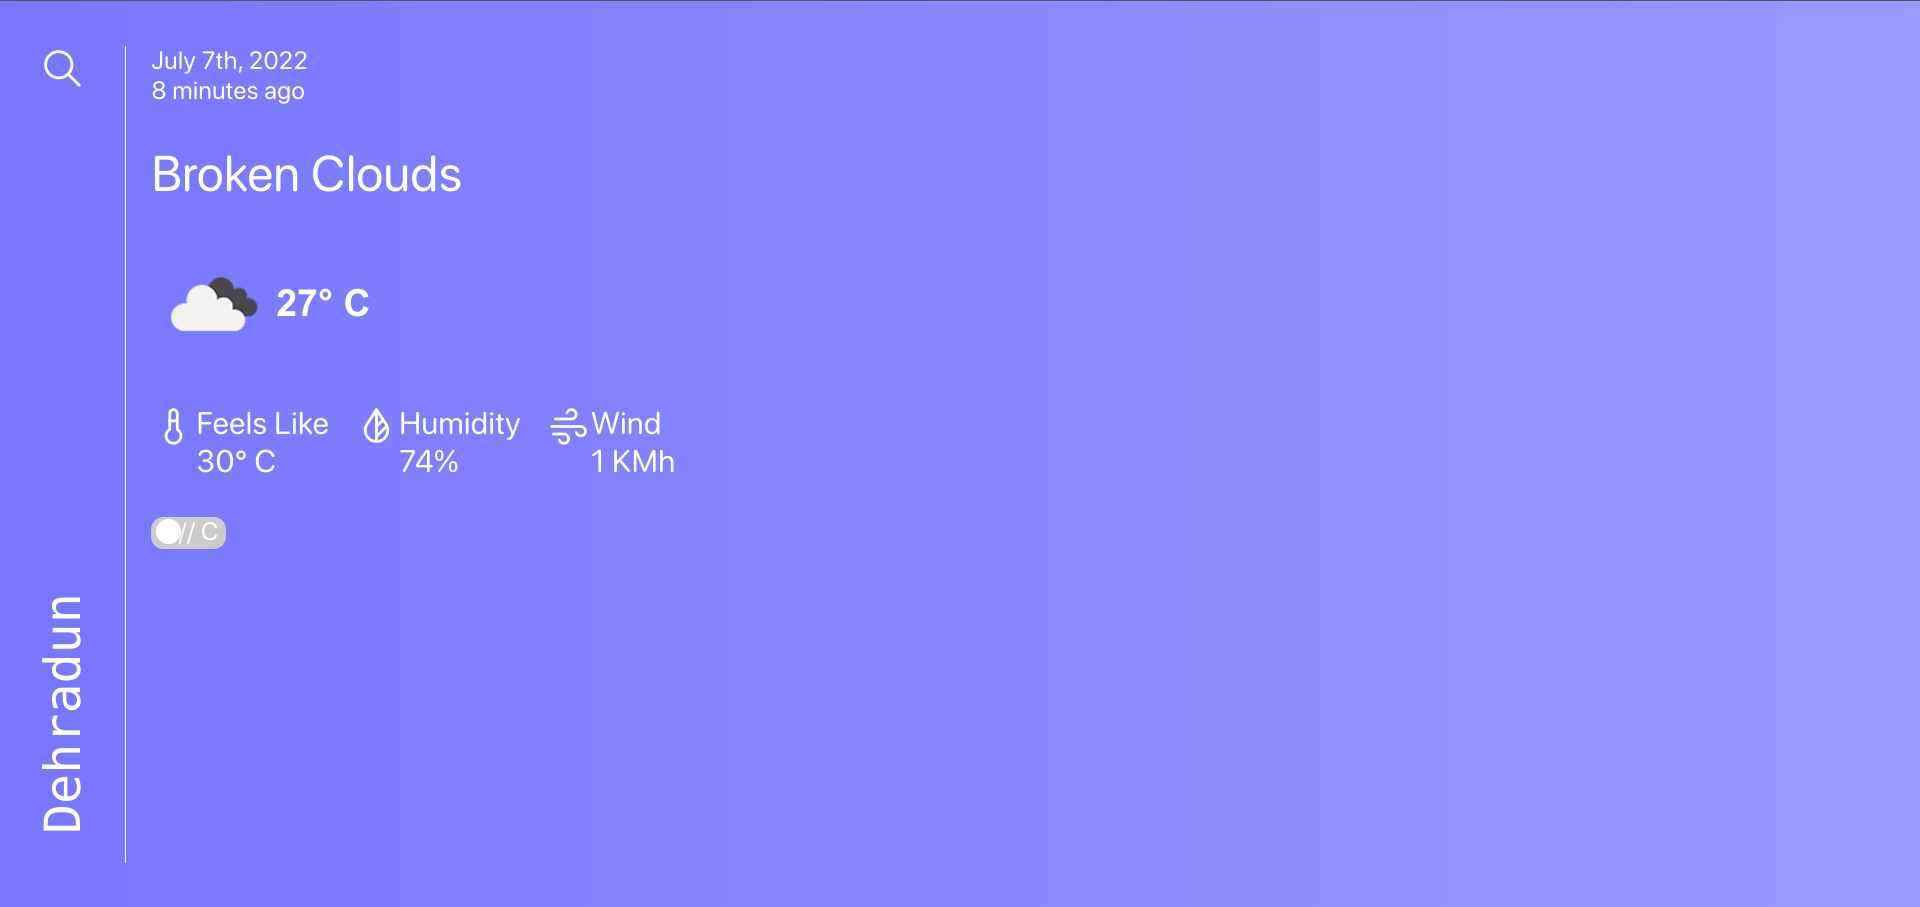 July 7th, 2022
8 minutes ago
Broken Clouds
27° C
Feels Like
30° C
Humidity
74%
Wind
1 KMh
// C
Dehradun